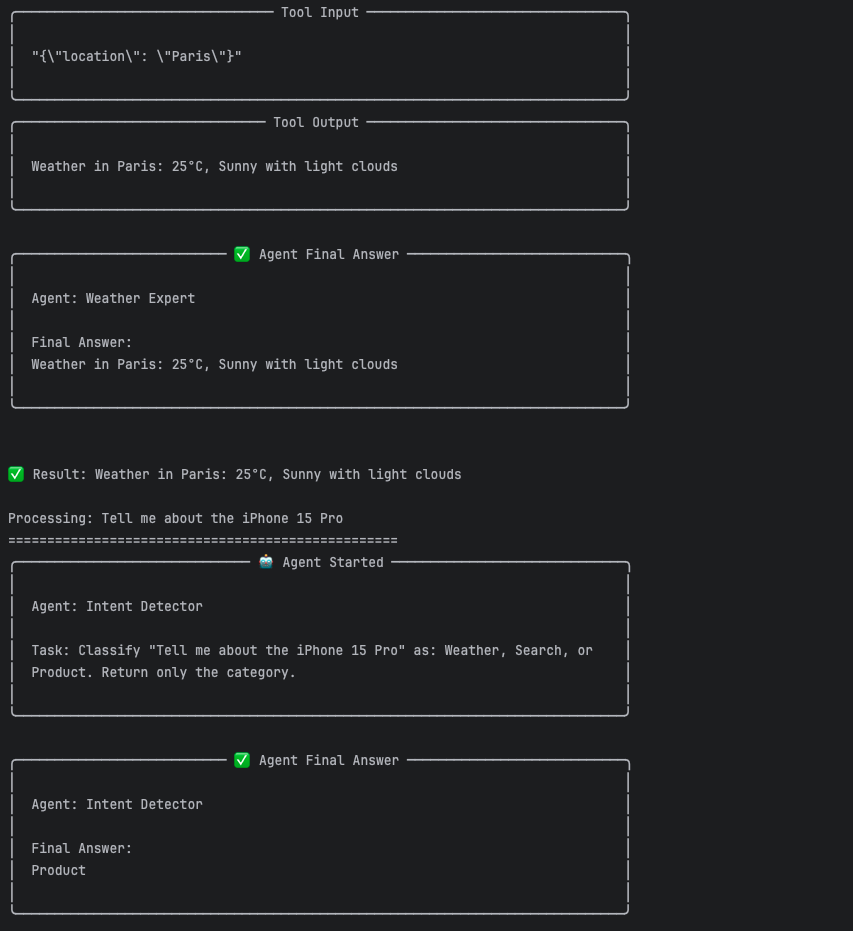 Tool Input
"{\"location\": \"Paris\"}"
Tool Output
Weather in Paris: 25°C, Sunny with light clouds
✅ Agent Final Answer
Agent: Weather Expert
Final Answer:
Weather in Paris: 25°C, Sunny with light clouds
✅ Result: Weather in Paris: 25°C, Sunny with light clouds
Processing: Tell me about the iPhone 15 Pro
==================================================
🤖 Agent Started
Agent: Intent Detector
Task: Classify "Tell me about the iPhone 15 Pro" as: Weather, Search, or
Product. Return only the category.
✅ Agent Final Answer
Agent: Intent Detector
Final Answer:
Product